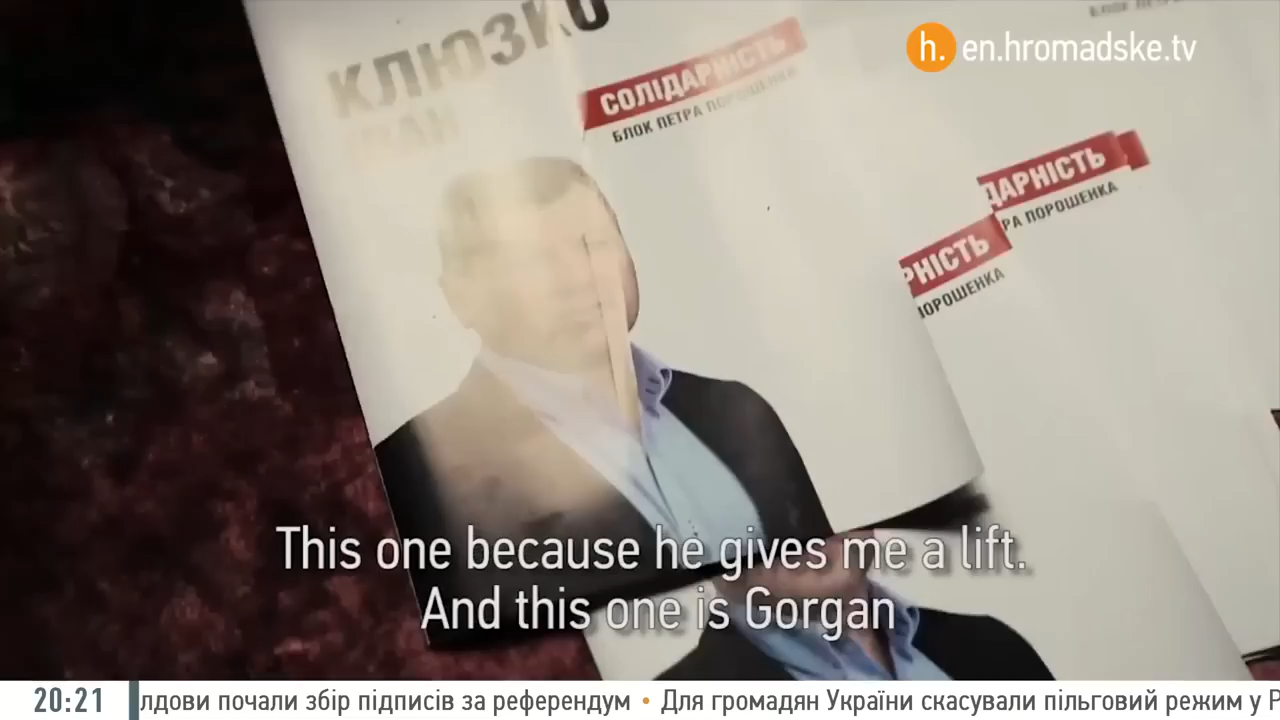 h. en.hromadske.tv
КЛЮЗКО
ІВАН
СОЛІДАРНІСТЬ
БЛОК ПЕТРА ПОРОШЕНКА
ДАРНІСТЬ
РА ПОРОШЕНКА
РНІСТЬ
ПОРОШЕНКА
This one because he gives me a lift.
And this one is Gorgan
20:21 лдови почали збір підписів за референдум • Для громадян України скасували пільговий режим у Р